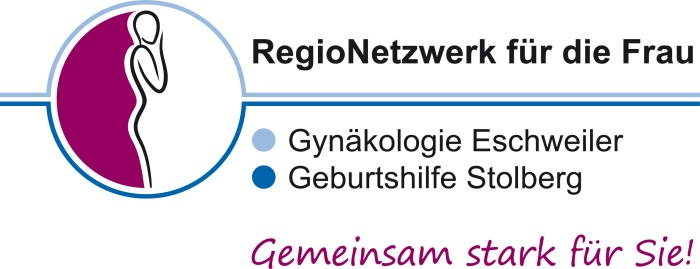 RegioNetzwerk für die Frau
Gynäkologie Eschweiler
Geburtshilfe Stolberg
Gemeinsam stark für Sie!